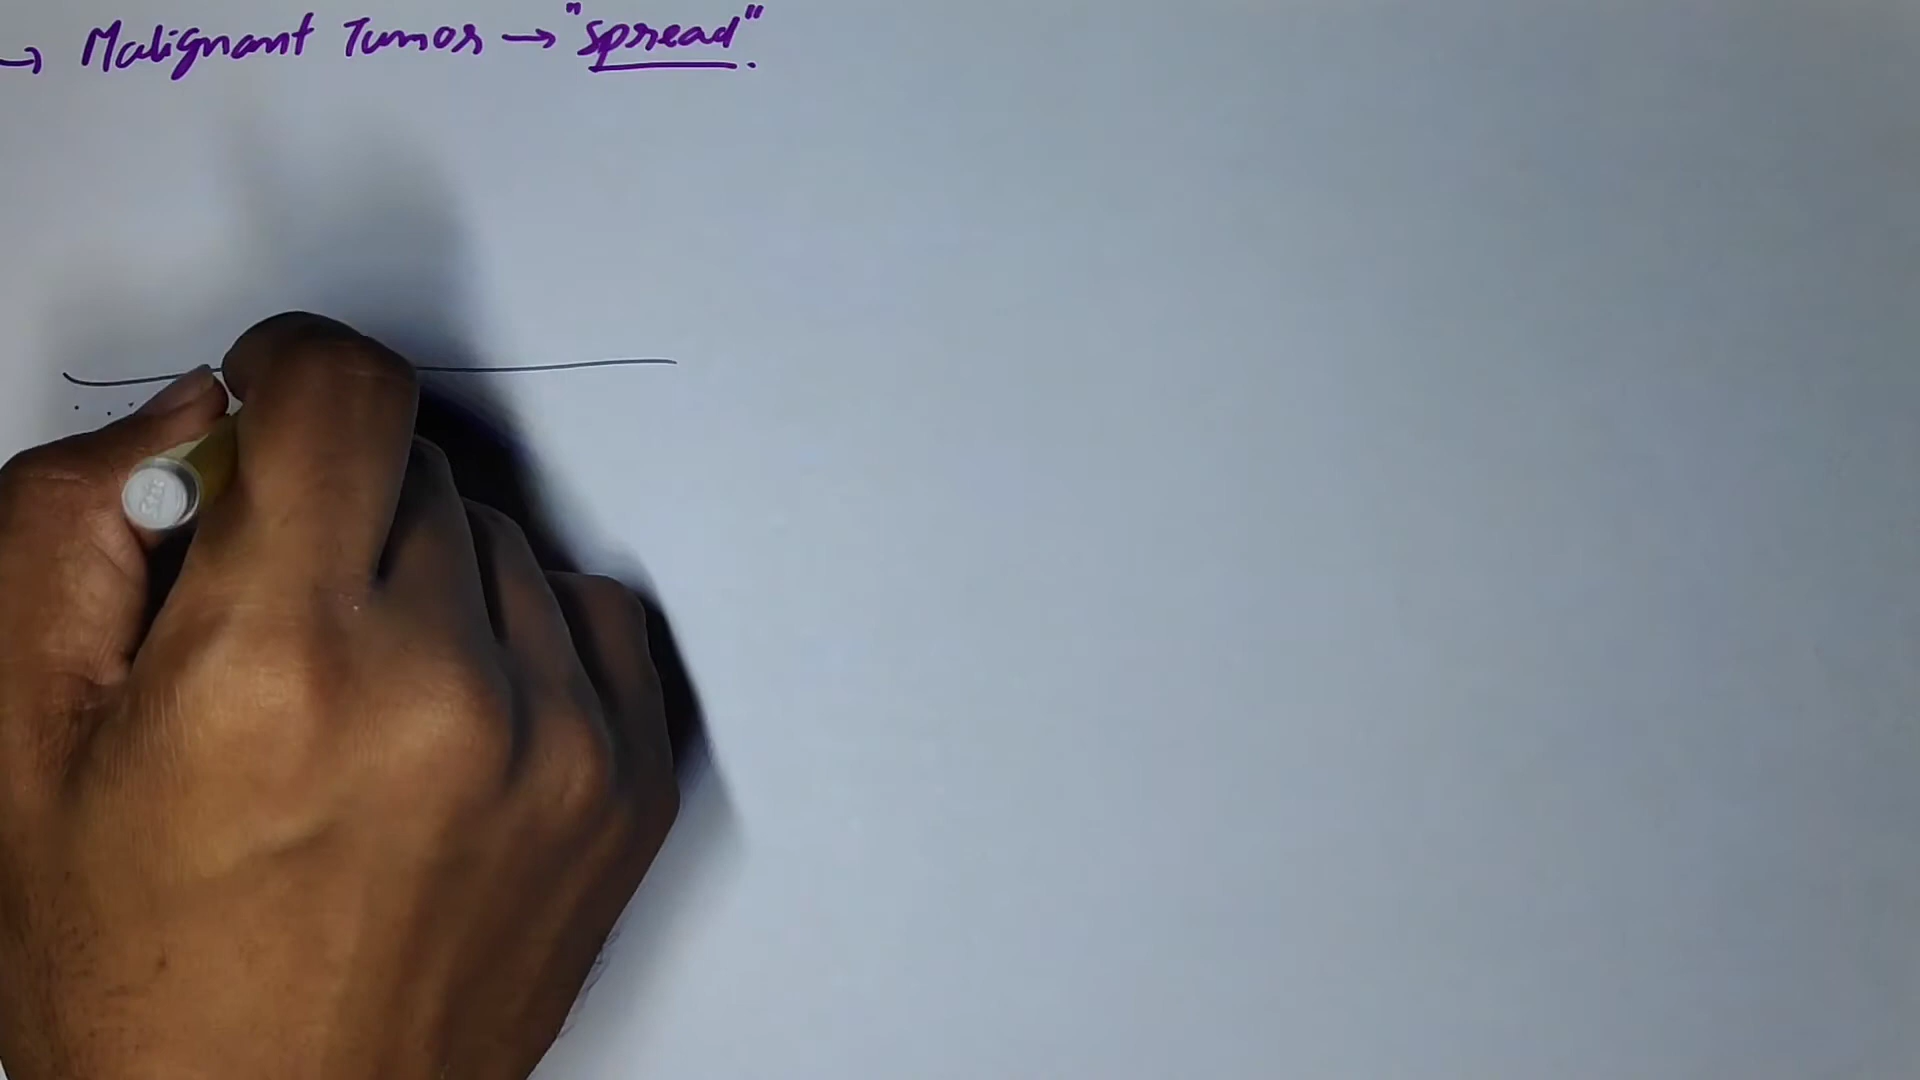 → Malignant Tumor → "spread".